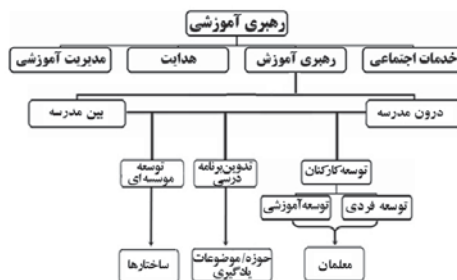 رهبری آموزشی
خدمات اجتماعی
رهبری آموزش
هدایت
مدیریت آموزشی
درون مدرسه
بین مدرسه
توسعه کارکنان
تدوین برنامه
درسی
توسعه
موسسه ای
توسعه فردی
توسعه آموزشی
معلمان
حوزه/موضوعات
یادگیری
ساختارها